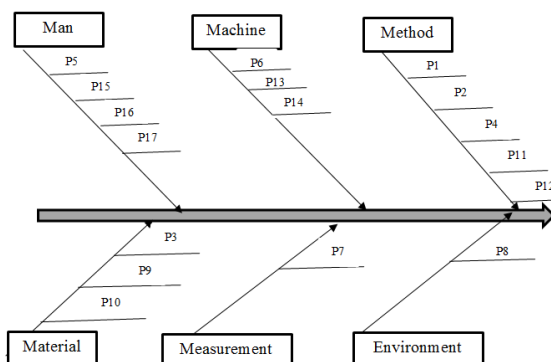 Man
Machine
Method
P5
P15
P16
P17
P6
P13
P14
P1
P2
P4
P11
P12
P3
P9
P10
P7
P8
Material
Measurement
Environment